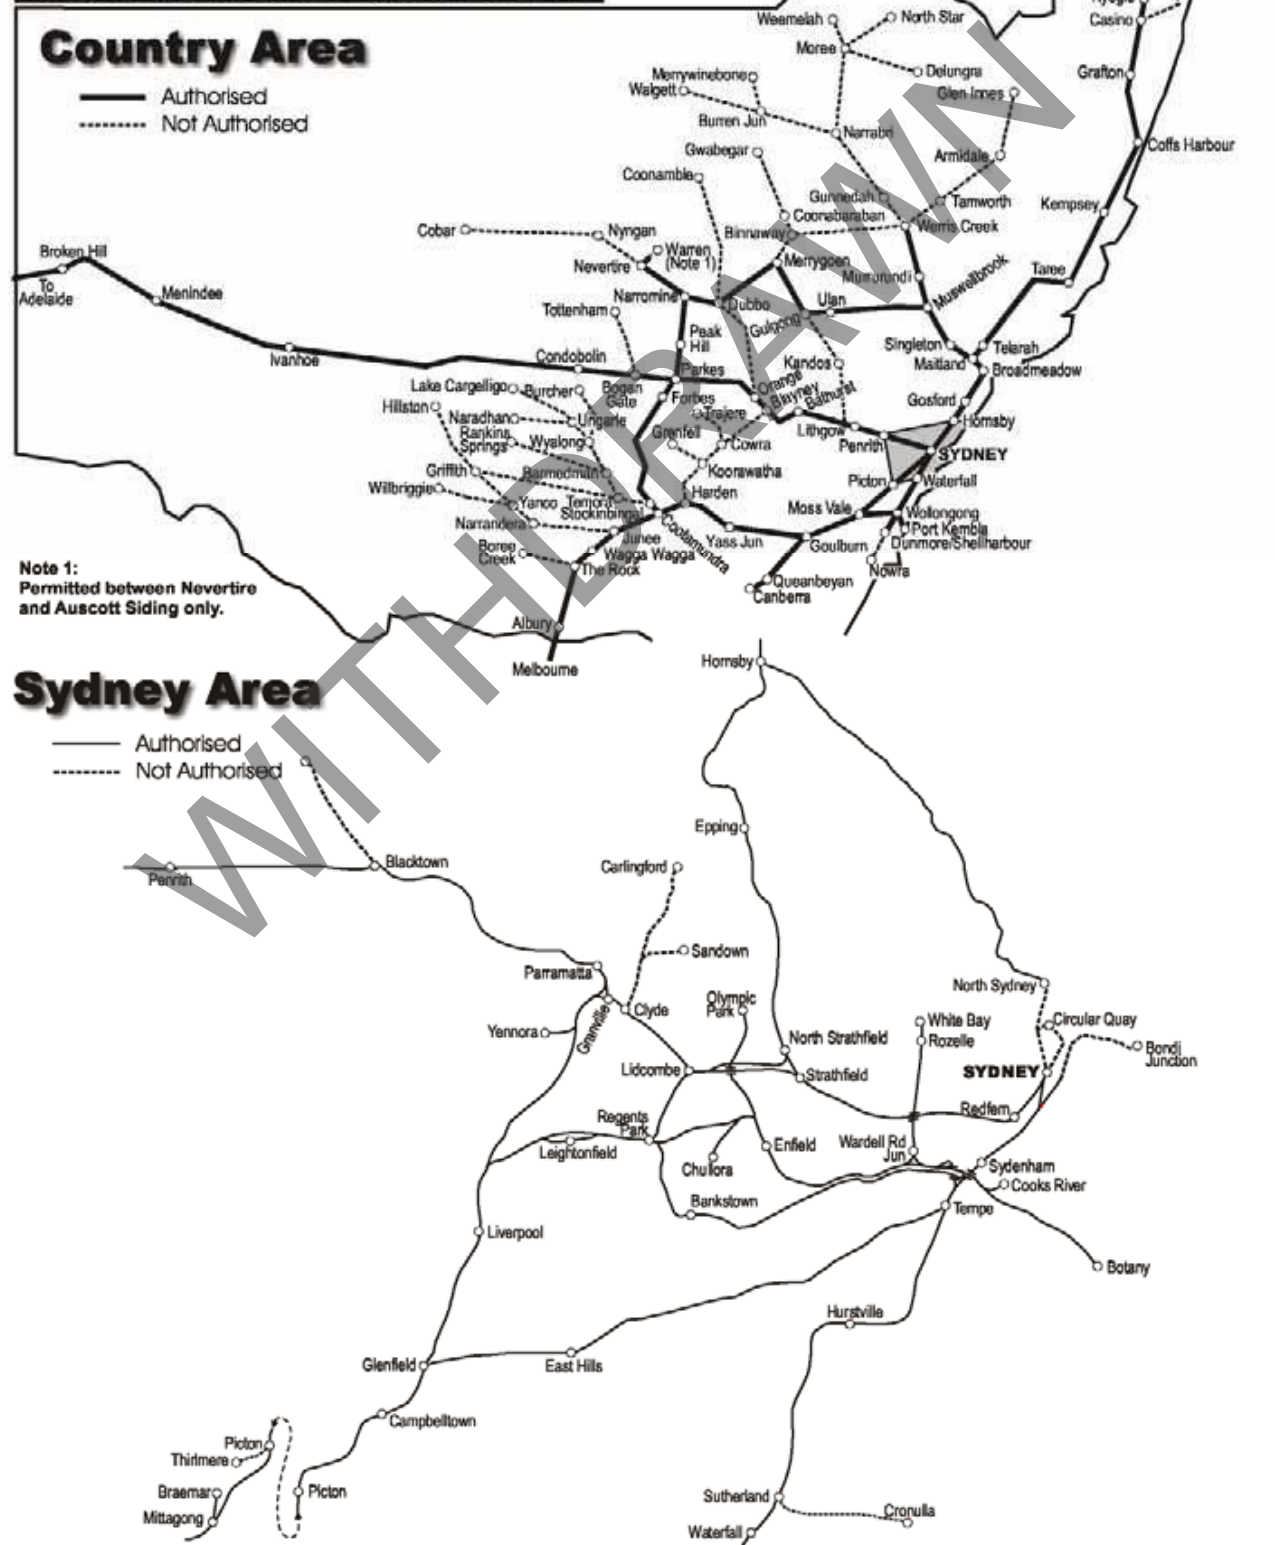 Country Area
Authorised
Not Authorised
Weemelah
North Star
Casino
Moree
Delungra
Grafton
Merrywinebone
Walgett
Glen Innes
Burren Jun
Narrabri
Coffs Harbour
Gwabegar
Armidale
Coonamble
Gunnedah
Tamworth
Kempsey
Coonabaraban
Cobar
Nyngan
Binnaway
Werris Creek
Broken Hill
Warren
(Note 1)
Nevertire
Merrygoen
Murrurundi
Muswellbrook
Taree
To
Adelaide
Menindee
Narromine
Dubbo
Ulan
Tottenham
Gulgong
Peak
Hill
Singleton
Telarah
Ivanhoe
Condobolin
Kandos
Maitland
Broadmeadow
Parkes
Lake Cargelligo
Burcher
Bogan
Gate
Orange
Forbes
Blayney
Bathurst
Gosford
Hillston
Trajere
Hornsby
Naradhan
Ungarie
Grenfell
Lithgow
Rankins
Springs
Wyalong
Cowra
Penrith
SYDNEY
Griffith
Barmedman
Koorawatha
Picton
Waterfall
Wilbriggie
Yanco
Temora
Harden
Stockinbingal
Moss Vale
Wollongong
Narrandera
Cootamundra
Port Kembla
Junee
Yass Jun
Goulburn
Dunmore/Shellharbour
Boree
Creek
Wagga Wagga
The Rock
Nowra
Queanbeyan
Canberra
Note 1:
Permitted between Nevertire
and Auscott Siding only.
Albury
Melbourne
WITHDRAWN
Sydney Area
Authorised
Not Authorised
Hornsby
Epping
Blacktown
Penrith
Carlingford
Sandown
Parramatta
North Sydney
Olympic
Park
Clyde
Granville
Yennora
White Bay
Circular Quay
Rozelle
North Strathfield
Bondi
Junction
Lidcombe
Strathfield
SYDNEY
Regents
Park
Redfern
Leightonfield
Enfield
Wardell Rd
Jun
Chullora
Sydenham
Cooks River
Bankstown
Tempe
Liverpool
Botany
Hurstville
Glenfield
East Hills
Campbelltown
Picton
Thirlmere
Braemar
Picton
Mittagong
Sutherland
Cronulla
Waterfall